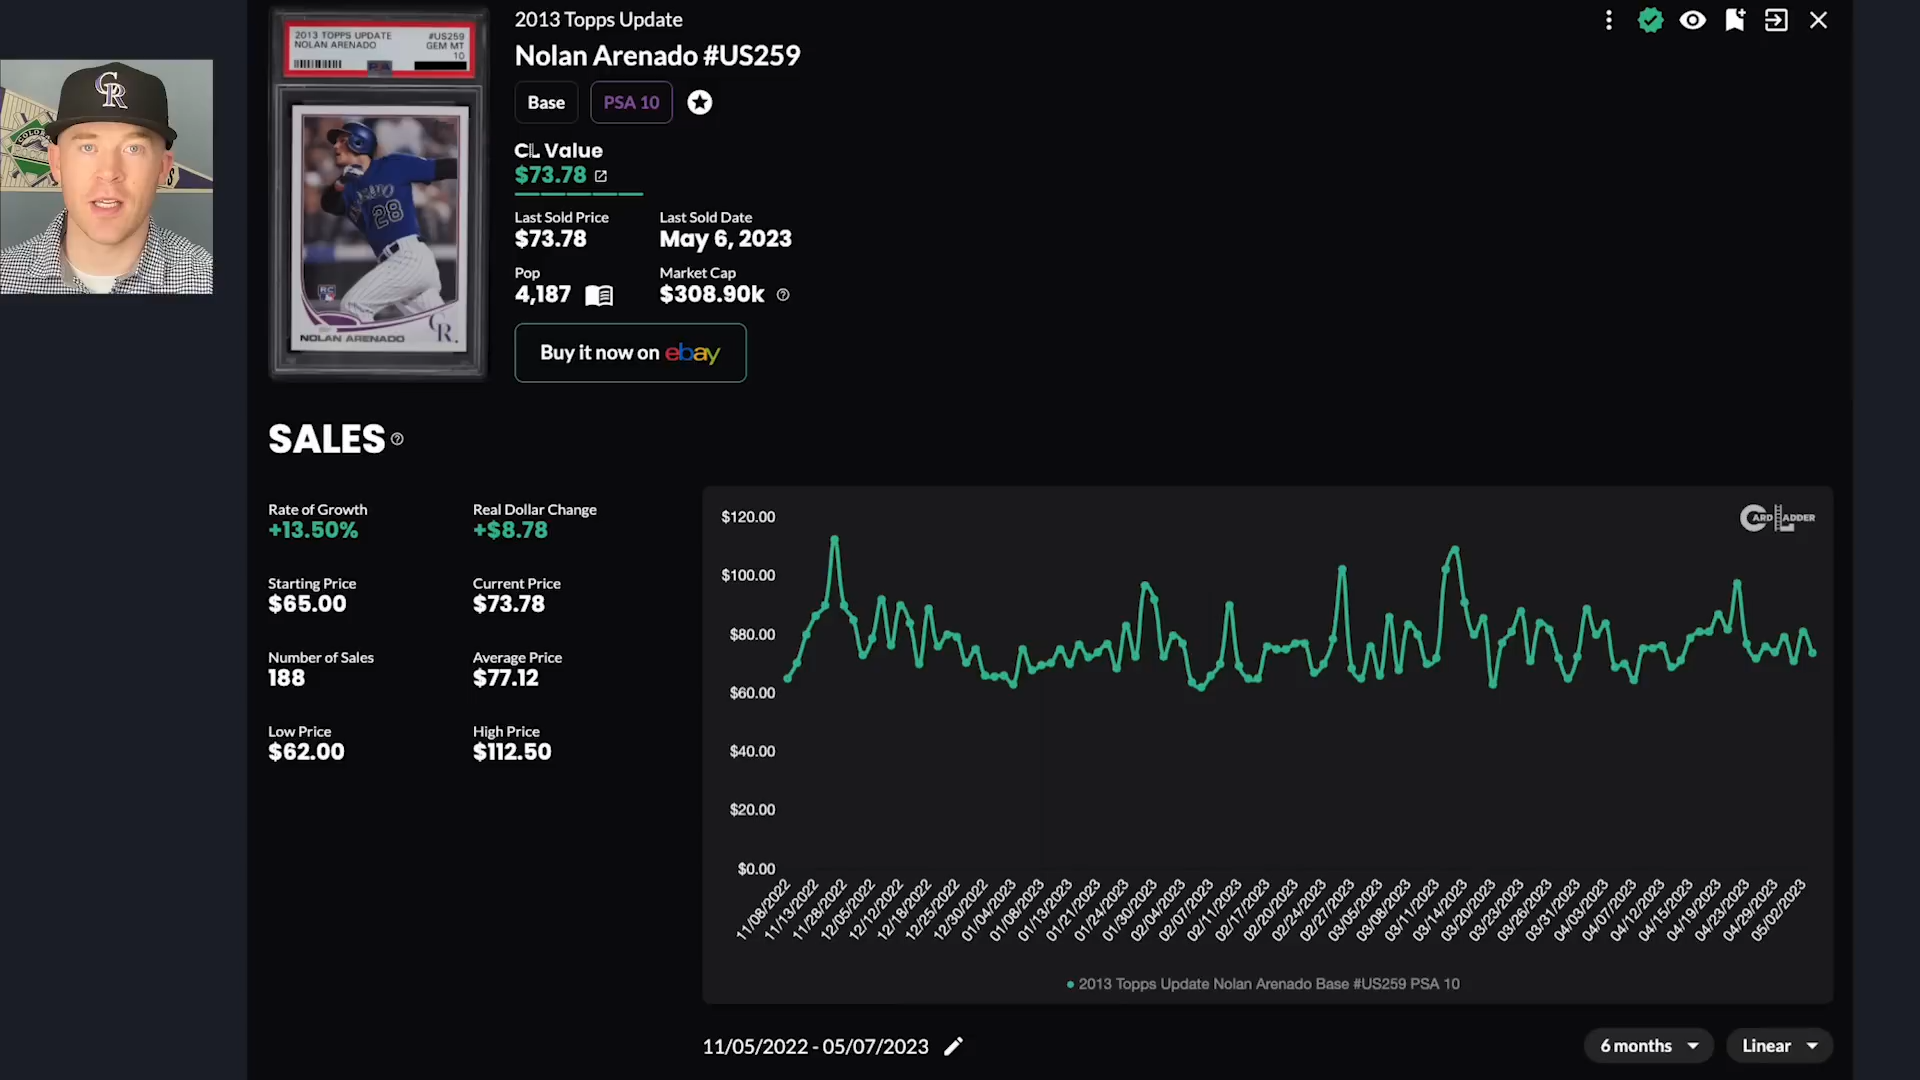 2013 TOPPS UPDATE #US259
NOLAN ARENADO GEM MT
10
PSA
28
RC
NOLAN ARENADO
CR
CR
2013 Topps Update
Nolan Arenado #US259
Base
PSA 10
CL Value
$73.78
Last Sold Price
$73.78
Last Sold Date
May 6, 2023
Pop
4,187
Market Cap
$308.90k
Buy it now on ebay
SALES
Rate of Growth
+13.50%
Real Dollar Change
+$8.78
Starting Price
$65.00
Current Price
$73.78
Number of Sales
188
Average Price
$77.12
Low Price
$62.00
High Price
$112.50
CARD LADDER
$120.00
$100.00
$80.00
$60.00
$40.00
$20.00
$0.00
11/08/2022
11/13/2022
11/28/2022
12/05/2022
12/12/2022
12/18/2022
12/25/2022
12/30/2022
01/04/2023
01/08/2023
01/13/2023
01/21/2023
01/24/2023
01/30/2023
02/04/2023
02/07/2023
02/11/2023
02/17/2023
02/20/2023
02/24/2023
02/27/2023
03/05/2023
03/08/2023
03/11/2023
03/14/2023
03/20/2023
03/23/2023
03/26/2023
03/31/2023
04/03/2023
04/07/2023
04/12/2023
04/15/2023
04/19/2023
04/23/2023
04/29/2023
05/02/2023
2013 Topps Update Nolan Arenado Base #US259 PSA 10
11/05/2022 - 05/07/2023
6 months
Linear